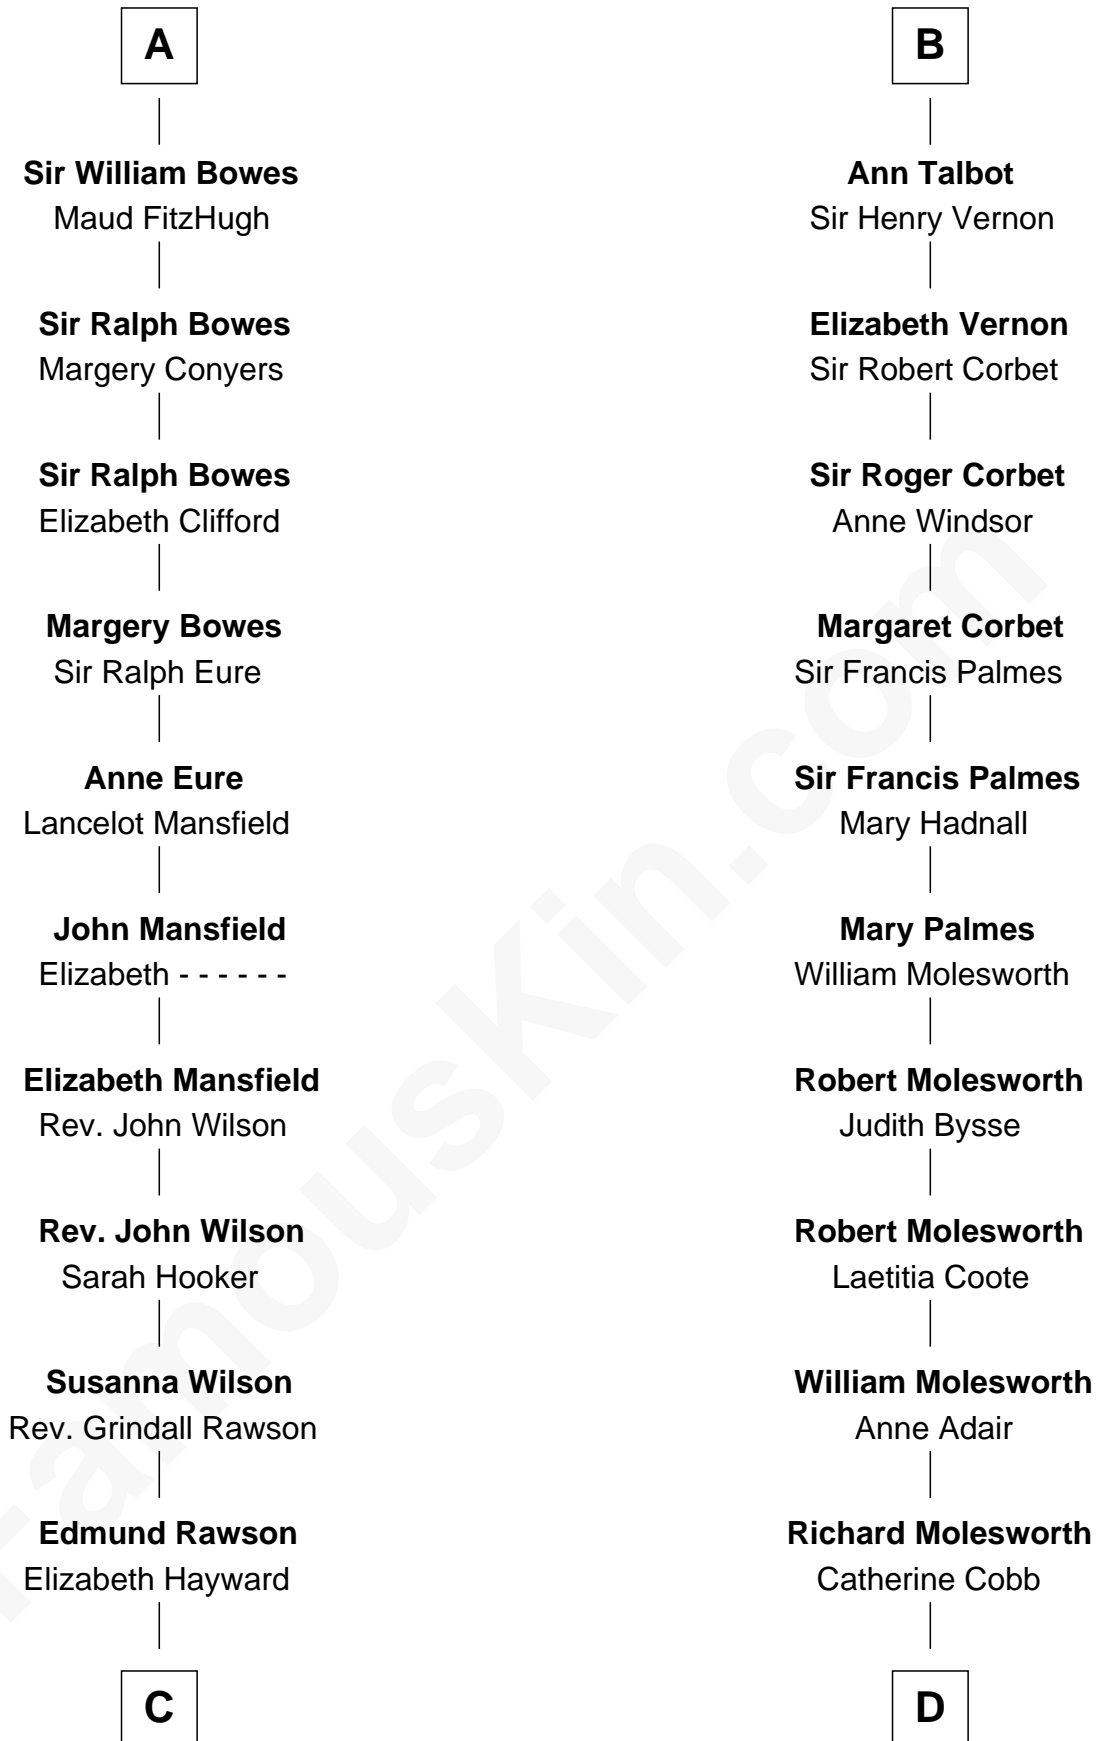 A
Sir William Bowes
Maud FitzHugh
Sir Ralph Bowes
Margery Conyers
Sir Ralph Bowes
Elizabeth Clifford
Margery Bowes
Sir Ralph Eure
Anne Eure
Lancelot Mansfield
John Mansfield
Elizabeth - - - - - -
Elizabeth Mansfield
Rev. John Wilson
Rev. John Wilson
Sarah Hooker
Susanna Wilson
Rev. Grindall Rawson
Edmund Rawson
Elizabeth Hayward
C
B
Ann Talbot
Sir Henry Vernon
Elizabeth Vernon
Sir Robert Corbet
Sir Roger Corbet
Anne Windsor
Margaret Corbet
Sir Francis Palmes
Sir Francis Palmes
Mary Hadnall
Mary Palmes
William Molesworth
Robert Molesworth
Judith Bysse
Robert Molesworth
Laetitia Coote
William Molesworth
Anne Adair
Richard Molesworth
Catherine Cobb
D
FamousKin.com